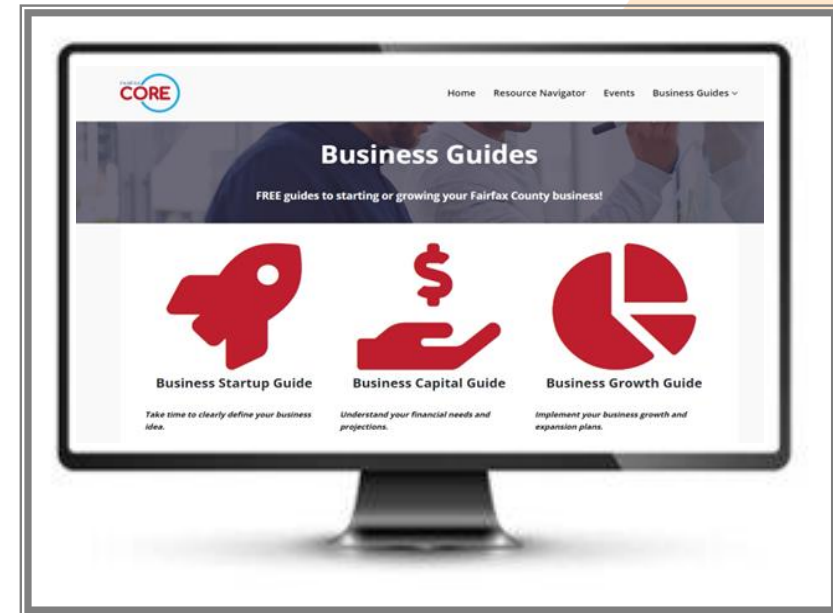 CORE
Home Resource Navigator Events Business Guides
Business Guides
FREE guides to starting or growing your Fairfax County business!
$
Business Startup Guide Business Capital Guide Business Growth Guide
Take time to clearly define your business Understand your financial needs and Implement your business growth and
idea. projections. expansion plans.